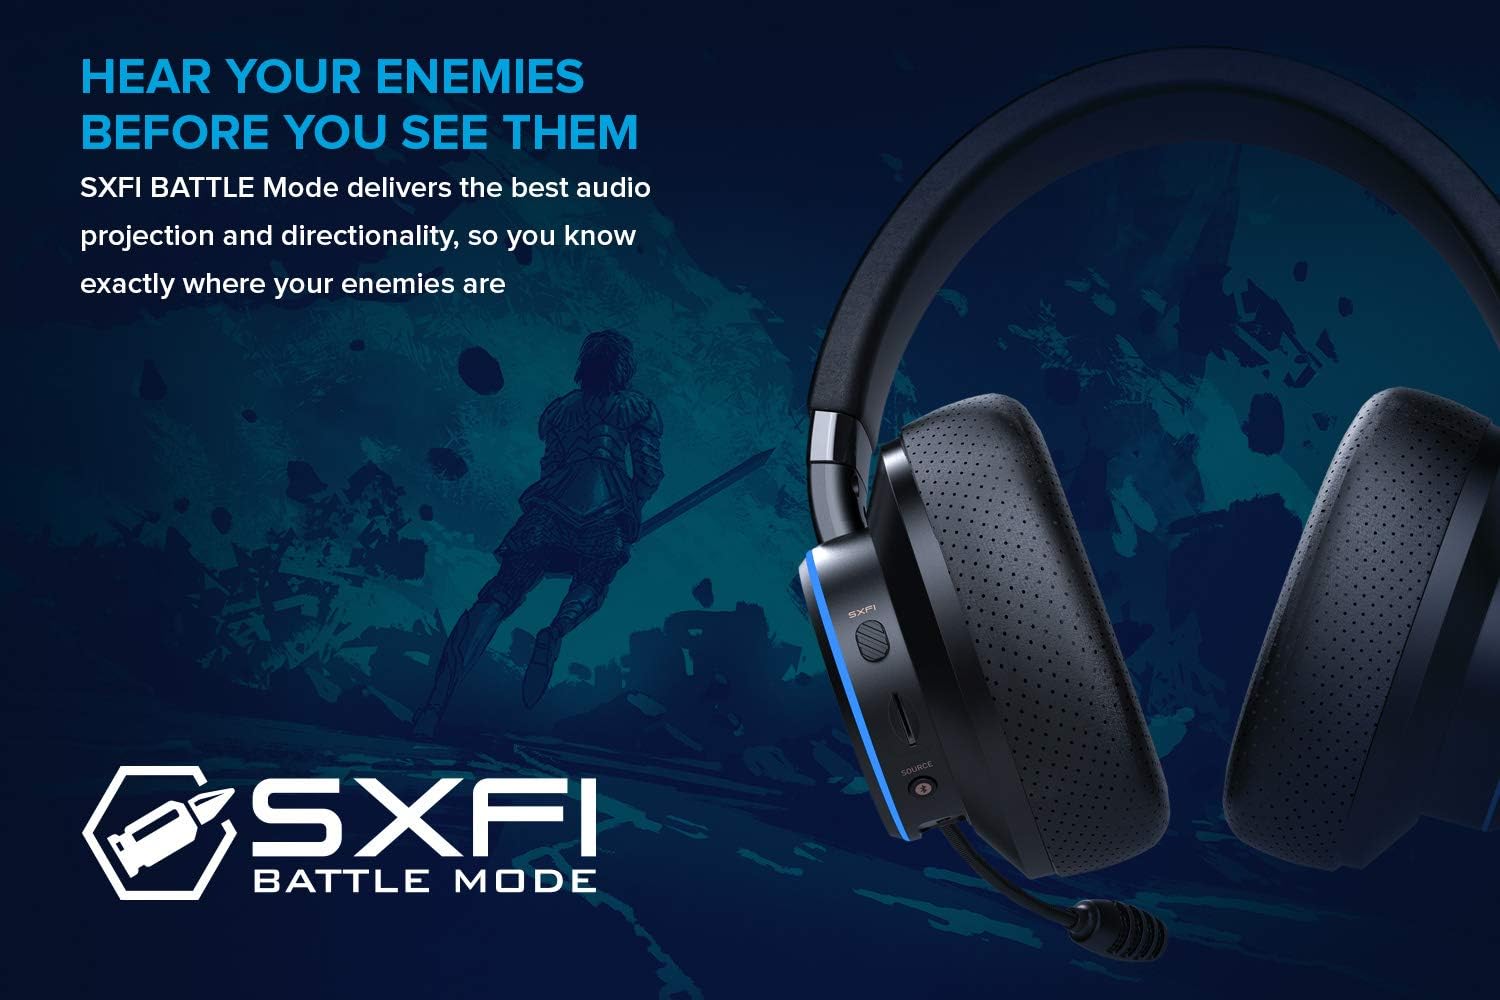 HEAR YOUR ENEMIES
BEFORE YOU SEE THEM
SXFI BATTLE Mode delivers the best audio
projection and directionality, so you know
exactly where your enemies are
SXFI
SOURCE
SXFI
BATTLE MODE